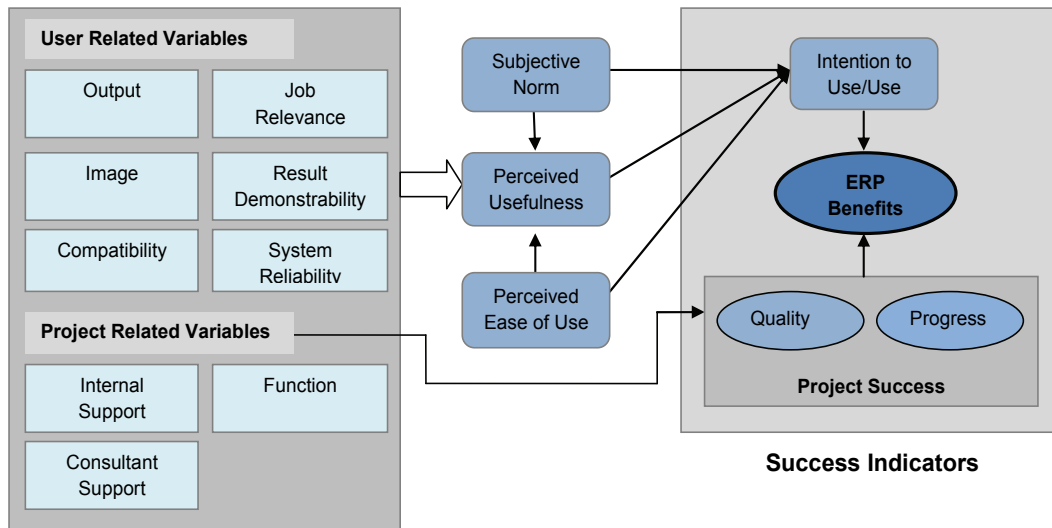 User Related Variables
Output
Job
Relevance
Image
Result
Demonstrability
Compatibility
System
Reliability
Project Related Variables
Internal
Support
Function
Consultant
Support
Subjective
Norm
Perceived
Usefulness
Perceived
Ease of Use
Intention to
Use/Use
ERP
Benefits
Quality
Progress
Project Success
Success Indicators